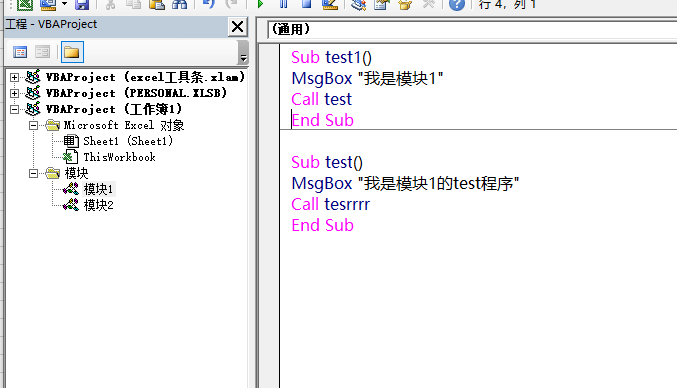 行 4, 列 1
工程 - VBAProject
(通用)
VBAProject (excel工具条.xlam)
VBAProject (PERSONAL.XLSB)
VBAProject (工作簿1)
Microsoft Excel 对象
Sheet1 (Sheet1)
ThisWorkbook
模块
模块1
模块2
Sub test1()
MsgBox "我是模块1"
Call test
End Sub
Sub test()
MsgBox "我是模块1的test程序"
Call tesrrrr
End Sub